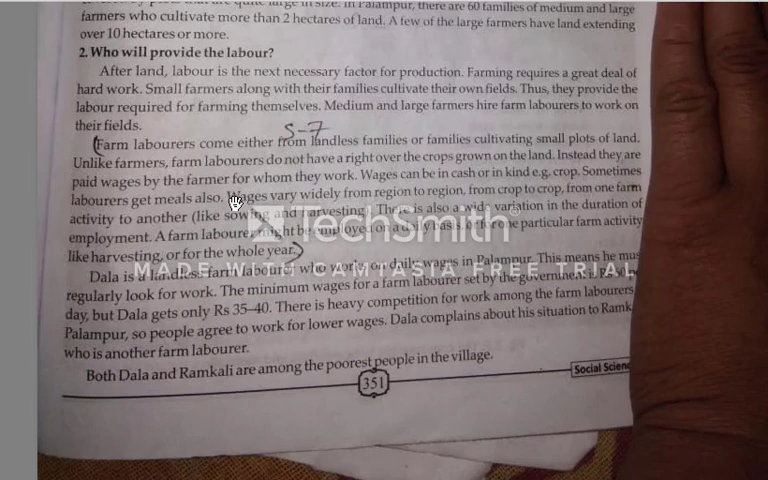 farmers who cultivate more than 2 hectares of land. A few of the large farmers have land extending
over 10 hectares or more.
2. Who will provide the labour?
After land, labour is the next necessary factor for production. Farming requires a great deal of
hard work. Small farmers along with their families cultivate their own fields. Thus, they provide the
labour required for farming themselves. Medium and large farmers hire farm labourers to work on
their fields.
S-7
(Farm labourers come either from landless families or families cultivating small plots of land.
Unlike farmers, farm labourers do not have a right over the crops grown on the land. Instead they are
paid wages by the farmer for whom they work. Wages can be in cash or in kind e.g. crop. Sometimes
labourers get meals also. Wages vary widely from region to region, from crop to crop, from one farm
activity to another (like sowing and harvesting). There is also a wide variation in the duration of
employment. A farm labourer might be employed on a daily basis, or for one particular farm activity
like harvesting, or for the whole year.)
TechSmith
MADE WITH CAMTASIA FREE TRIAL
Dala is a landless farm labourer who works on daily wages in Palampur. This means he
regularly look for work. The minimum wages for a farm labourer set by the government
day, but Dala gets only Rs 35-40. There is heavy competition for work among the farm labourers
Palampur, so people agree to work for lower wages. Dala complains about his situation to
who is another farm labourer.
Both Dala and Ramkali are among the poorest people in the village.
351
Social